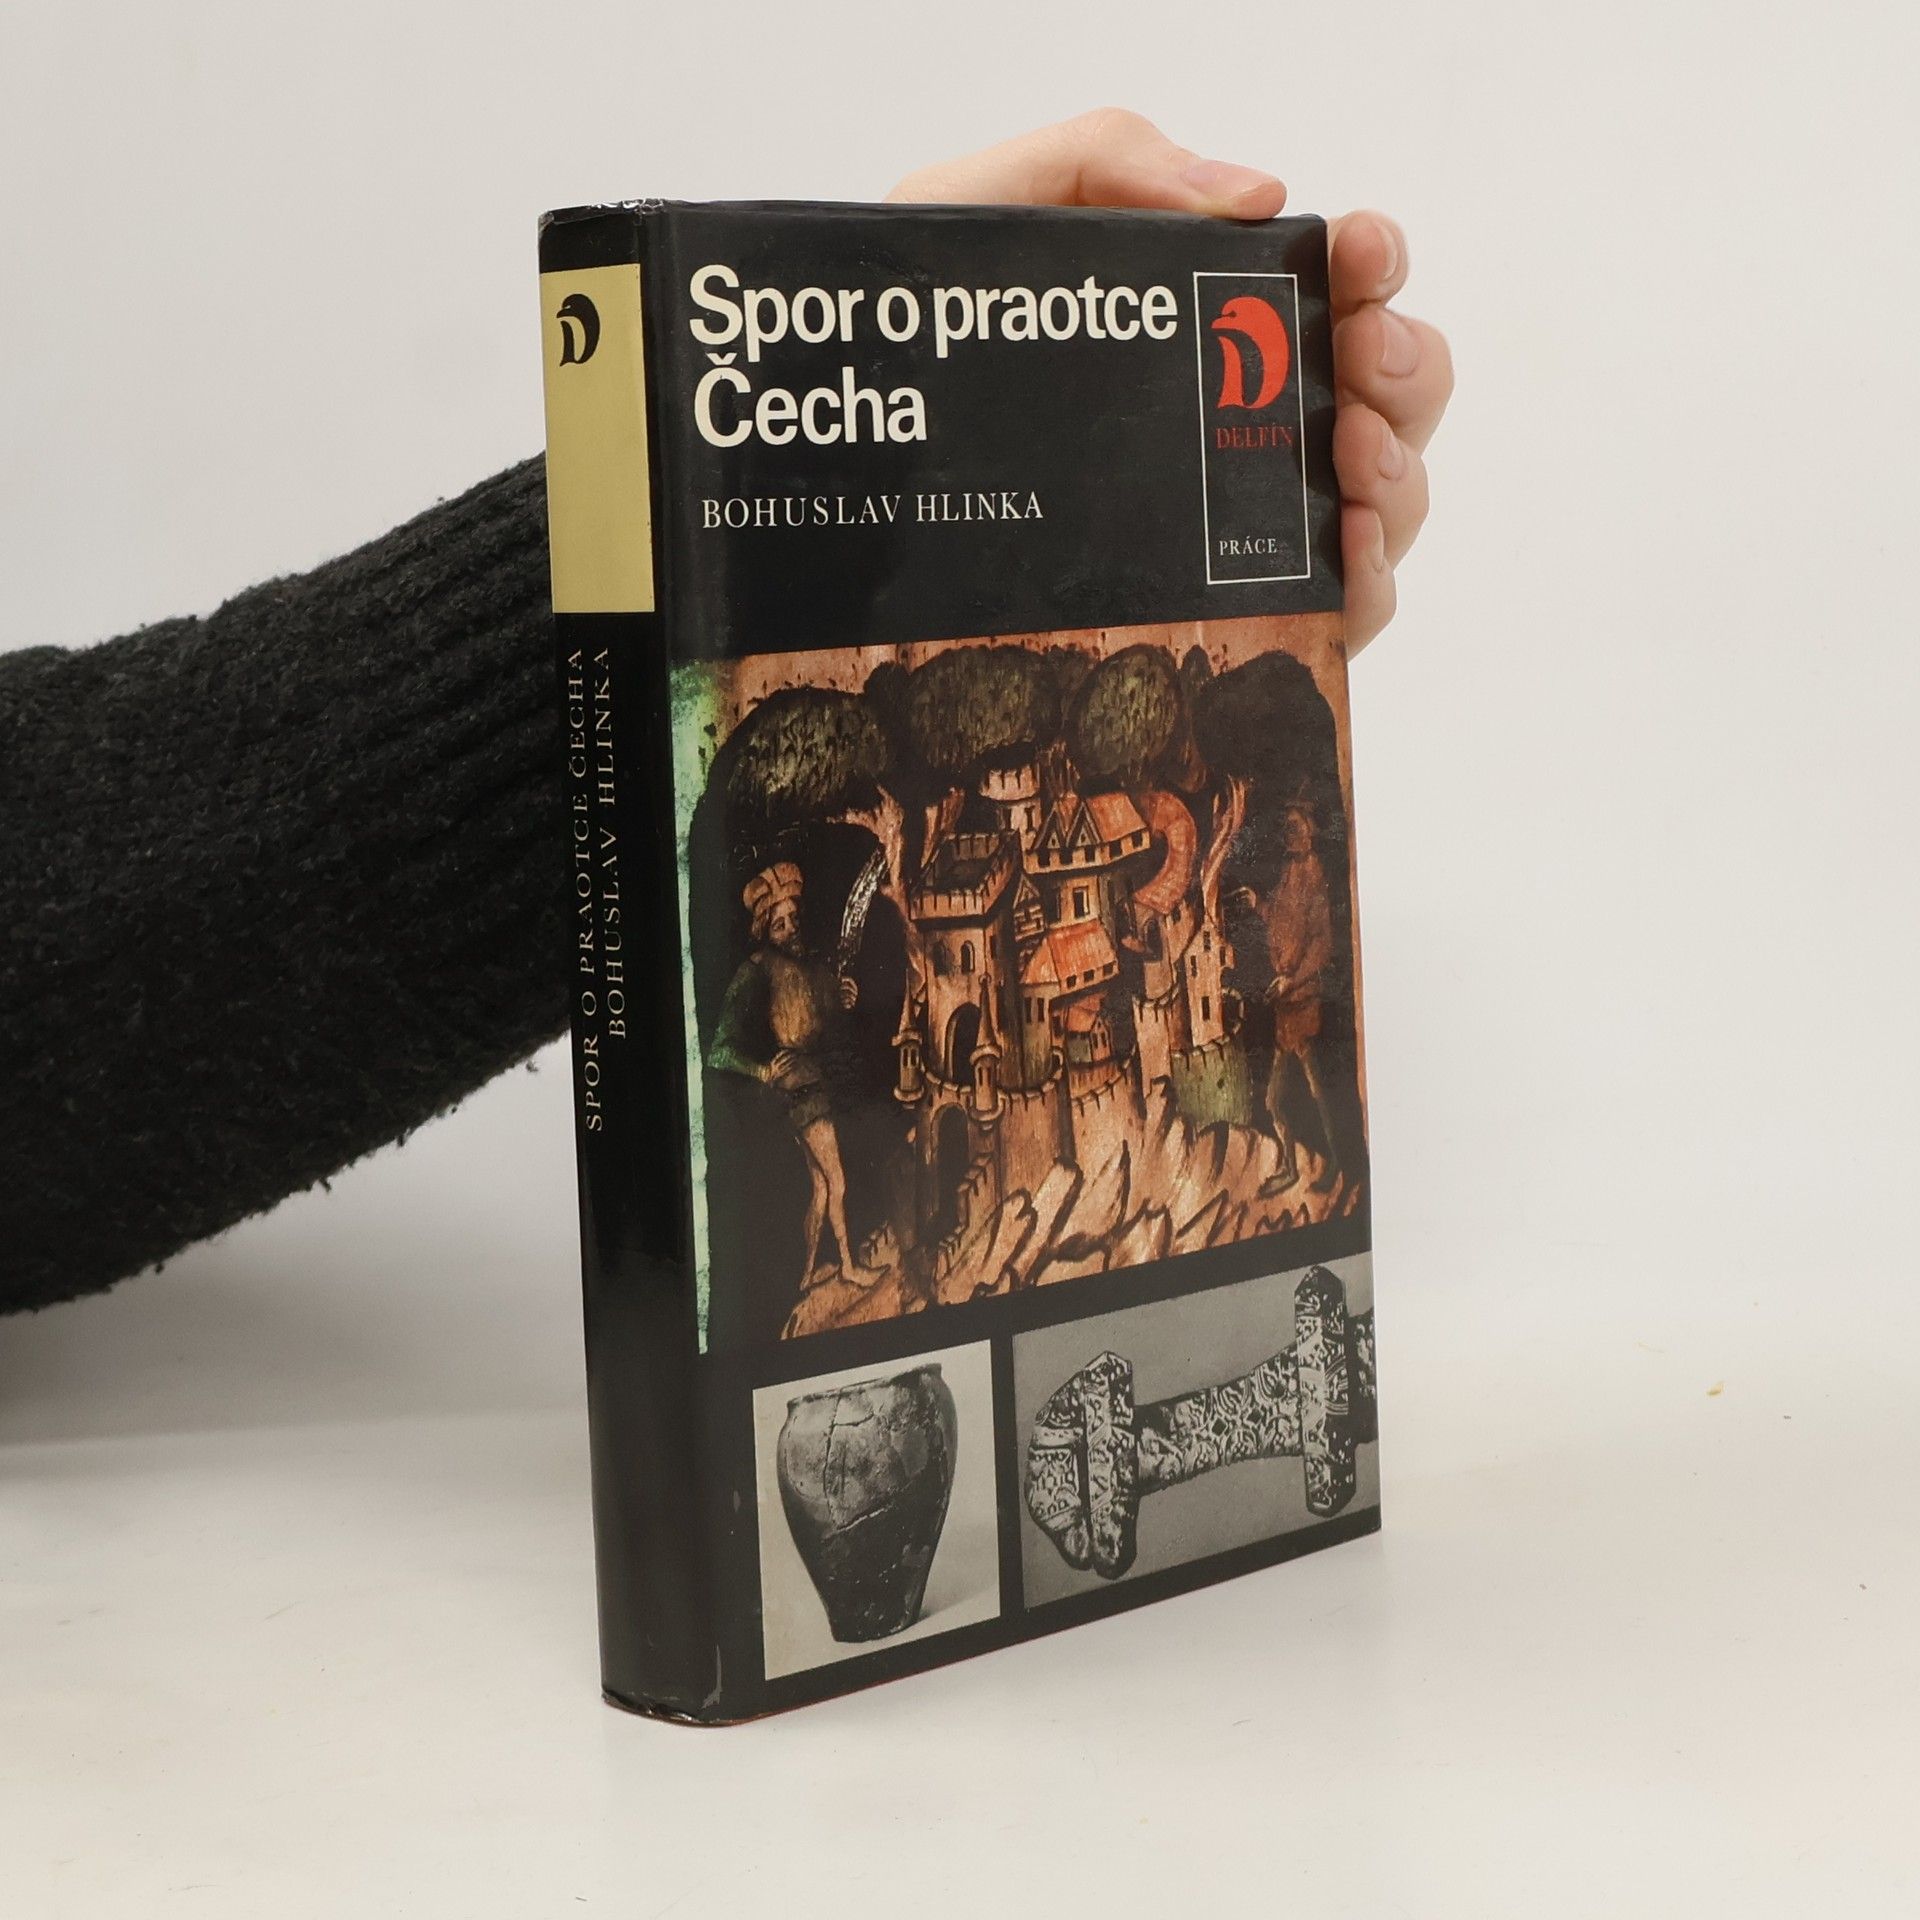 Spor o praotce
Čecha
BOHUSLAV HLINKA
DELFÍN
PRÁCE
SPOR O PRAOTCE ČECHA
BOHUSLAV HLINKA